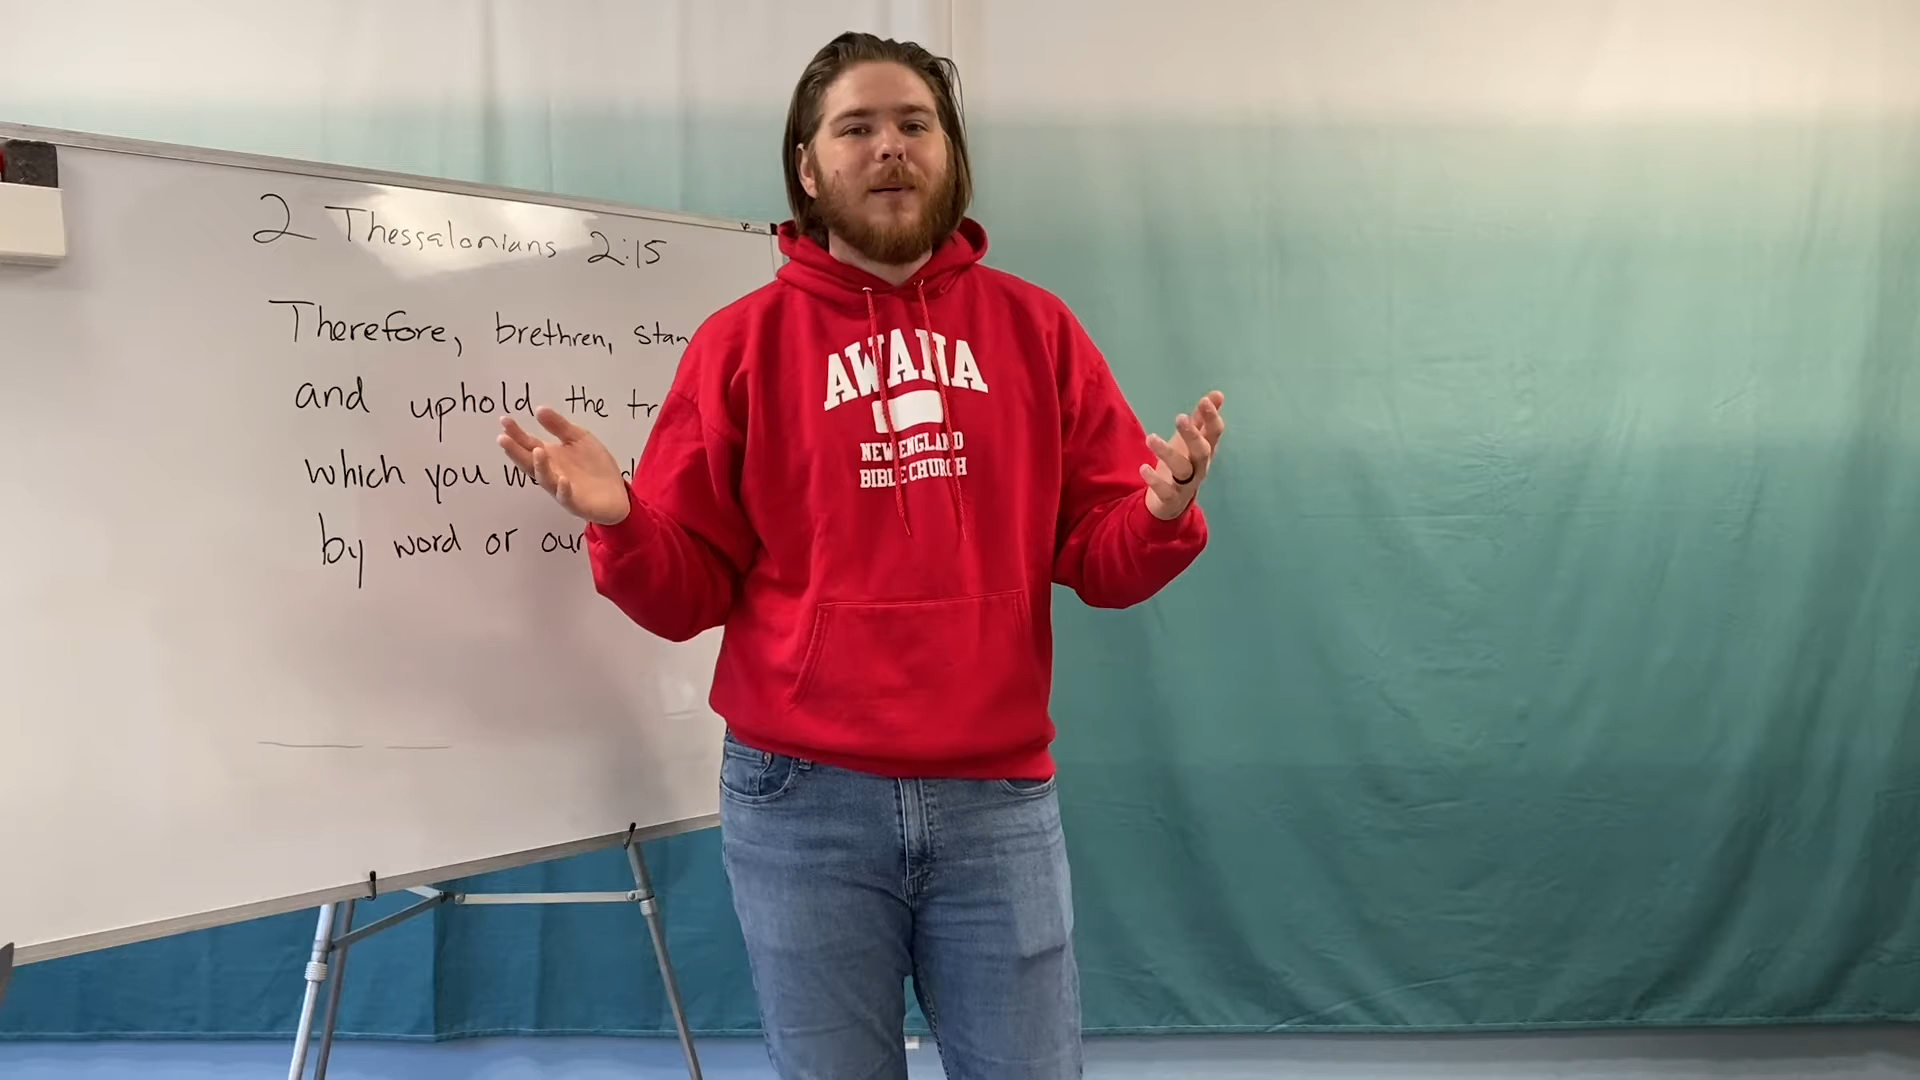 2 Thessalonians 2:15
Therefore, brethren, stan
and uphold the tr
which you we
by word or our
AWANA
NEW ENGLAND
BIBLE CHURCH